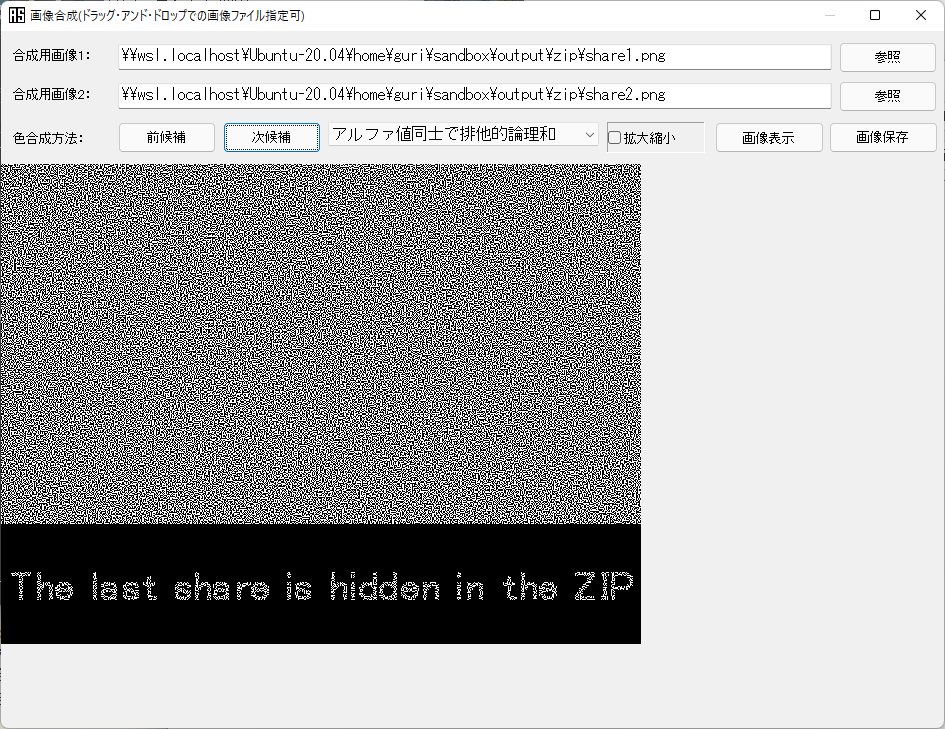 画像合成(ドラッグ・アンド・ドロップでの画像ファイル指定可)
合成用画像1: \\wsl.localhost\Ubuntu-20.04\home\guri\sandbox\output\zip\share1.png 参照
合成用画像2: \\wsl.localhost\Ubuntu-20.04\home\guri\sandbox\output\zip\share2.png 参照
色合成方法: 前候補 次候補 アルファ値同士で排他的論理和 拡大縮小 画像表示 画像保存
The last share is hidden in the ZIP